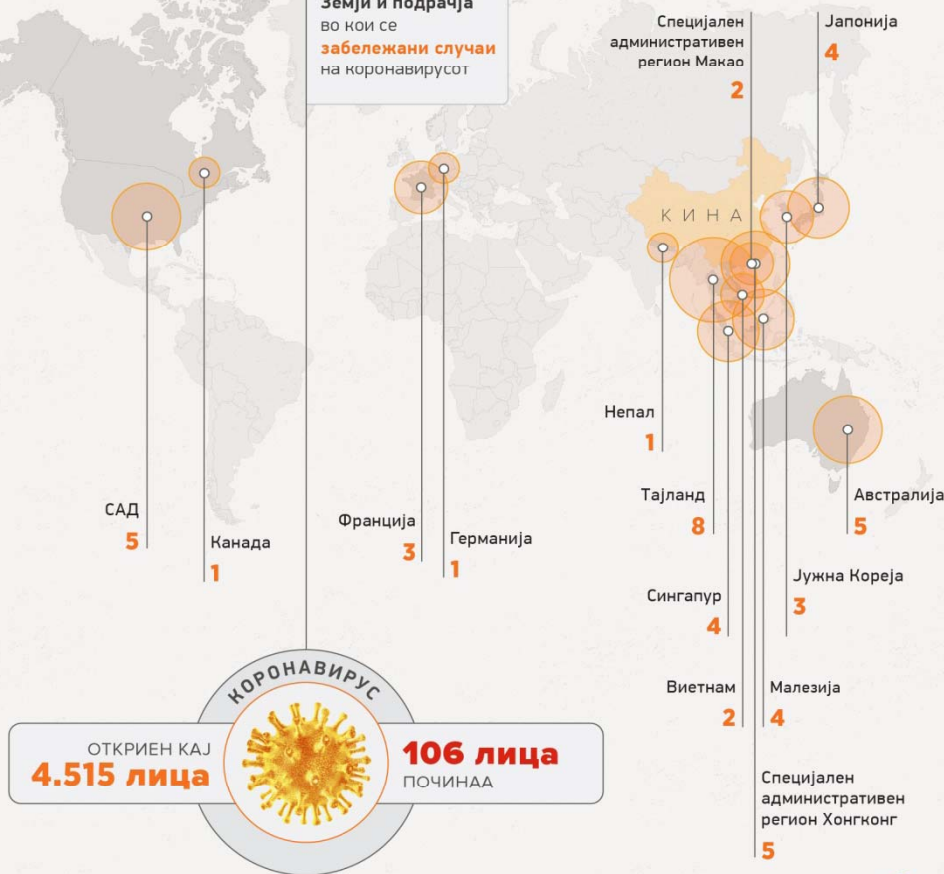 Земји и подрачја
во кои се
забележани случаи
на коронавирусот
Специјален
административен
регион Макао
2
Јапонија
4
КИНА
Непал
1
САД
5
Канада
1
Франција
3
Германија
1
Тајланд
8
Австралија
5
Сингапур
4
Јужна Кореја
3
Виетнам
2
Малезија
4
КОРОНАВИРУС
ОТКРИЕН КАЈ
4.515 лица
106 лица
ПОЧИНАА
Специјален
административен
регион Хонгконг
5